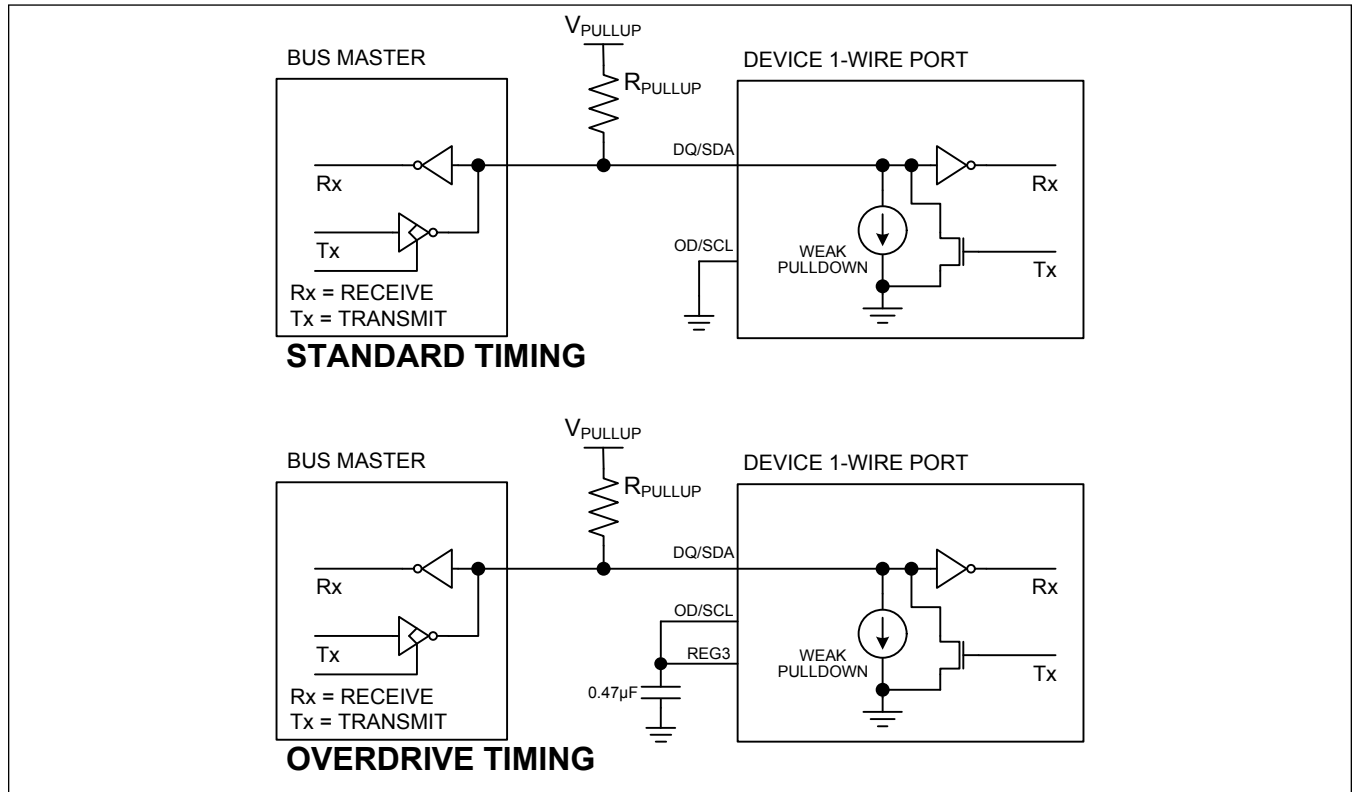 VPULLUP
BUS MASTER
DEVICE 1-WIRE PORT
RPULLUP
DQ/SDA
Rx
Rx
Tx
OD/SCL
WEAK
PULLDOWN
Tx
Rx = RECEIVE
Tx = TRANSMIT
STANDARD TIMING
VPULLUP
BUS MASTER
DEVICE 1-WIRE PORT
RPULLUP
DQ/SDA
Rx
Rx
OD/SCL
Tx
REG3
WEAK
PULLDOWN
Tx
0.47µF
Rx = RECEIVE
Tx = TRANSMIT
OVERDRIVE TIMING